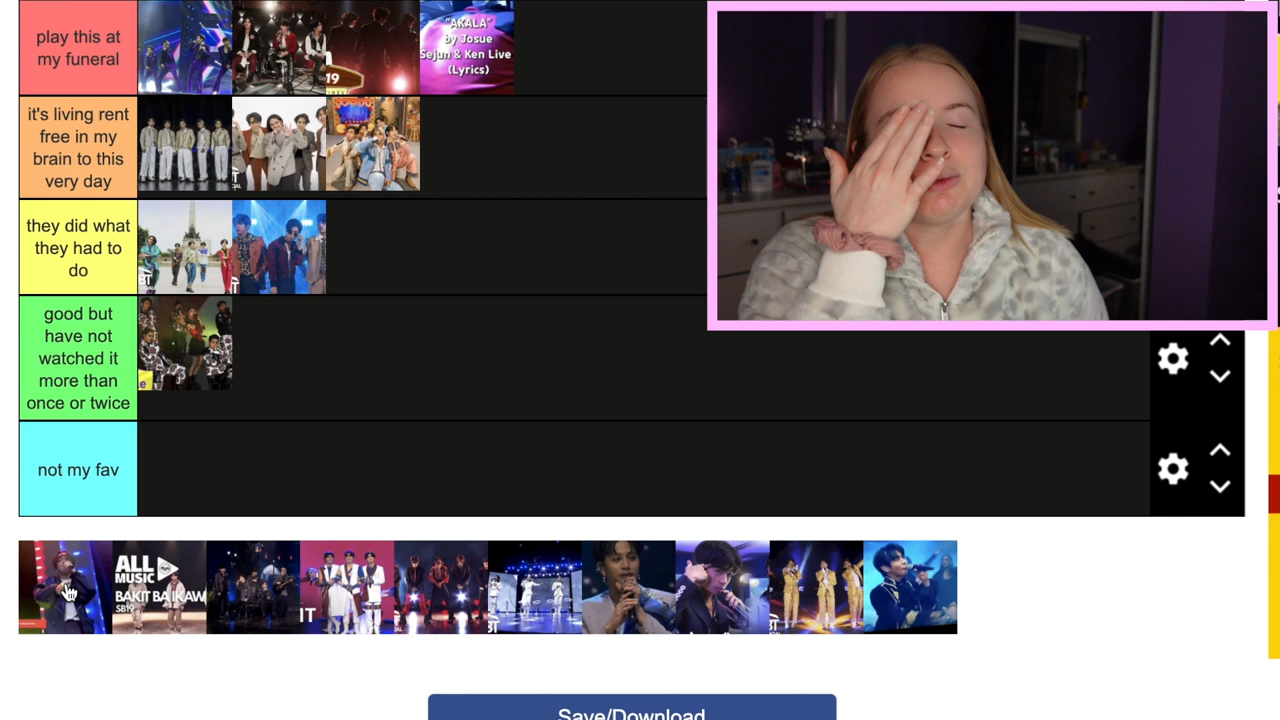 play this at
my funeral
19
"AKALA"
by Josue
Sejun & Ken Live
(Lyrics)
it's living rent
free in my
brain to this
very day
they did what
they had to
do
good but
have not
watched it
more than
once or twice
not my fav
ALL
MUSIC
BAKIT BA IKAW
SB19
IT
Save/Download